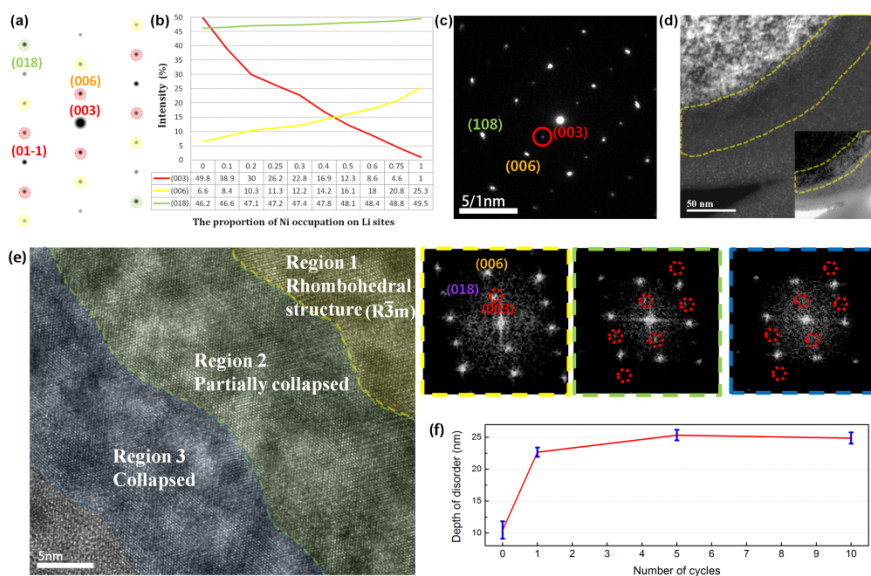 (a)
(018)
(006)
(003)
(01-1)
(b)
Intensity (%)
50
45
40
35
30
25
20
15
10
5
0
0 0.1 0.2 0.25 0.3 0.4 0.5 0.6 0.75 1
(003) 49.8 38.9 30 26.2 22.8 16.9 12.3 8.6 4.6 1
(006) 6.6 8.4 10.3 11.3 12.2 14.2 16.1 18 20.8 25.3
(018) 46.2 46.6 47.1 47.2 47.4 47.8 48.1 48.4 48.8 49.5
The proportion of Ni occupation on Li sites
(c)
(108)
(003)
(006)
5/1nm
(d)
50 nm
(e)
Region 1
Rhombohedral
structure (R3̅m)
Region 2
Partially collapsed
Region 3
Collapsed
5nm
(006)
(018)
(003)
(f)
Depth of disorder (nm)
25
20
15
10
0 1 2 3 4 5 6 7 8 9 10
Number of cycles